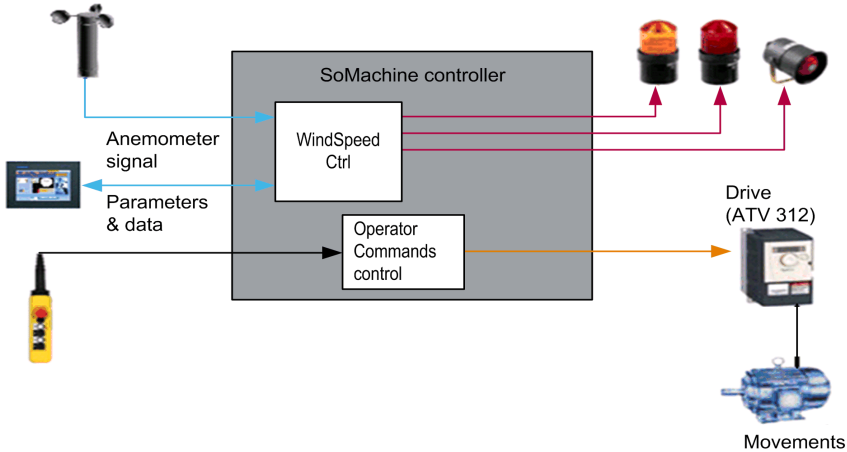 SoMachine controller
Anemometer
signal
WindSpeed
Ctrl
Parameters
& data
Drive
(ATV 312)
Operator
Commands
control
Movements